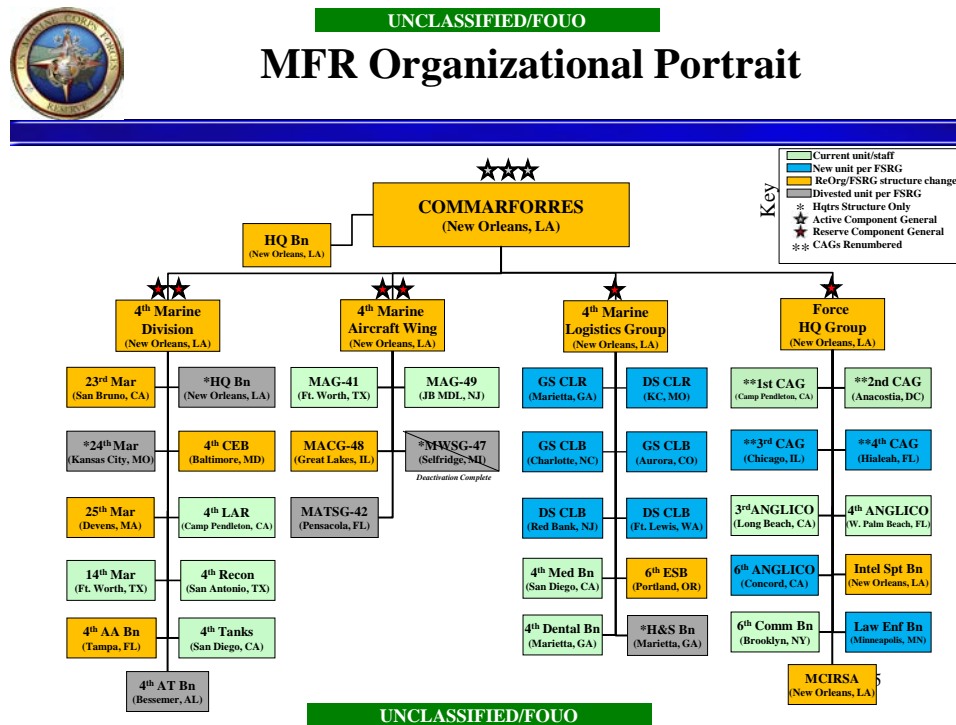 UNCLASSIFIED/FOUO
U.S. MARINE CORPS FORCES
RESERVE
MFR Organizational Portrait
Key
Current unit/staff
New unit per FSRG
ReOrg/FSRG structure change
Divested unit per FSRG
* Hqtrs Structure Only
Active Component General
Reserve Component General
** CAGs Renumbered
COMMARFORRES
(New Orleans, LA)
HQ Bn
(New Orleans, LA)
4th Marine
Division
(New Orleans, LA)
4th Marine
Aircraft Wing
(New Orleans, LA)
4th Marine
Logistics Group
(New Orleans, LA)
Force
HQ Group
(New Orleans, LA)
23rd Mar
(San Bruno, CA)
*HQ Bn
(New Orleans, LA)
*24th Mar
(Kansas City, MO)
4th CEB
(Baltimore, MD)
25th Mar
(Devens, MA)
4th LAR
(Camp Pendleton, CA)
14th Mar
(Ft. Worth, TX)
4th Recon
(San Antonio, TX)
4th AA Bn
(Tampa, FL)
4th Tanks
(San Diego, CA)
4th AT Bn
(Bessemer, AL)
MAG-41
(Ft. Worth, TX)
MAG-49
(JB MDL, NJ)
MACG-48
(Great Lakes, IL)
*MWSG-47
(Selfridge, MI)
Deactivation Complete
MATSG-42
(Pensacola, FL)
GS CLR
(Marietta, GA)
DS CLR
(KC, MO)
GS CLB
(Charlotte, NC)
GS CLB
(Aurora, CO)
DS CLB
(Red Bank, NJ)
DS CLB
(Ft. Lewis, WA)
4th Med Bn
(San Diego, CA)
6th ESB
(Portland, OR)
4th Dental Bn
(Marietta, GA)
*H&S Bn
(Marietta, GA)
**1st CAG
(Camp Pendleton, CA)
**2nd CAG
(Anacostia, DC)
**3rd CAG
(Chicago, IL)
**4th CAG
(Hialeah, FL)
3rd ANGLICO
(Long Beach, CA)
4th ANGLICO
(W. Palm Beach, FL)
6th ANGLICO
(Concord, CA)
Intel Spt Bn
(New Orleans, LA)
6th Comm Bn
(Brooklyn, NY)
Law Enf Bn
(Minneapolis, MN)
MCIRSA
(New Orleans, LA)
5
UNCLASSIFIED/FOUO